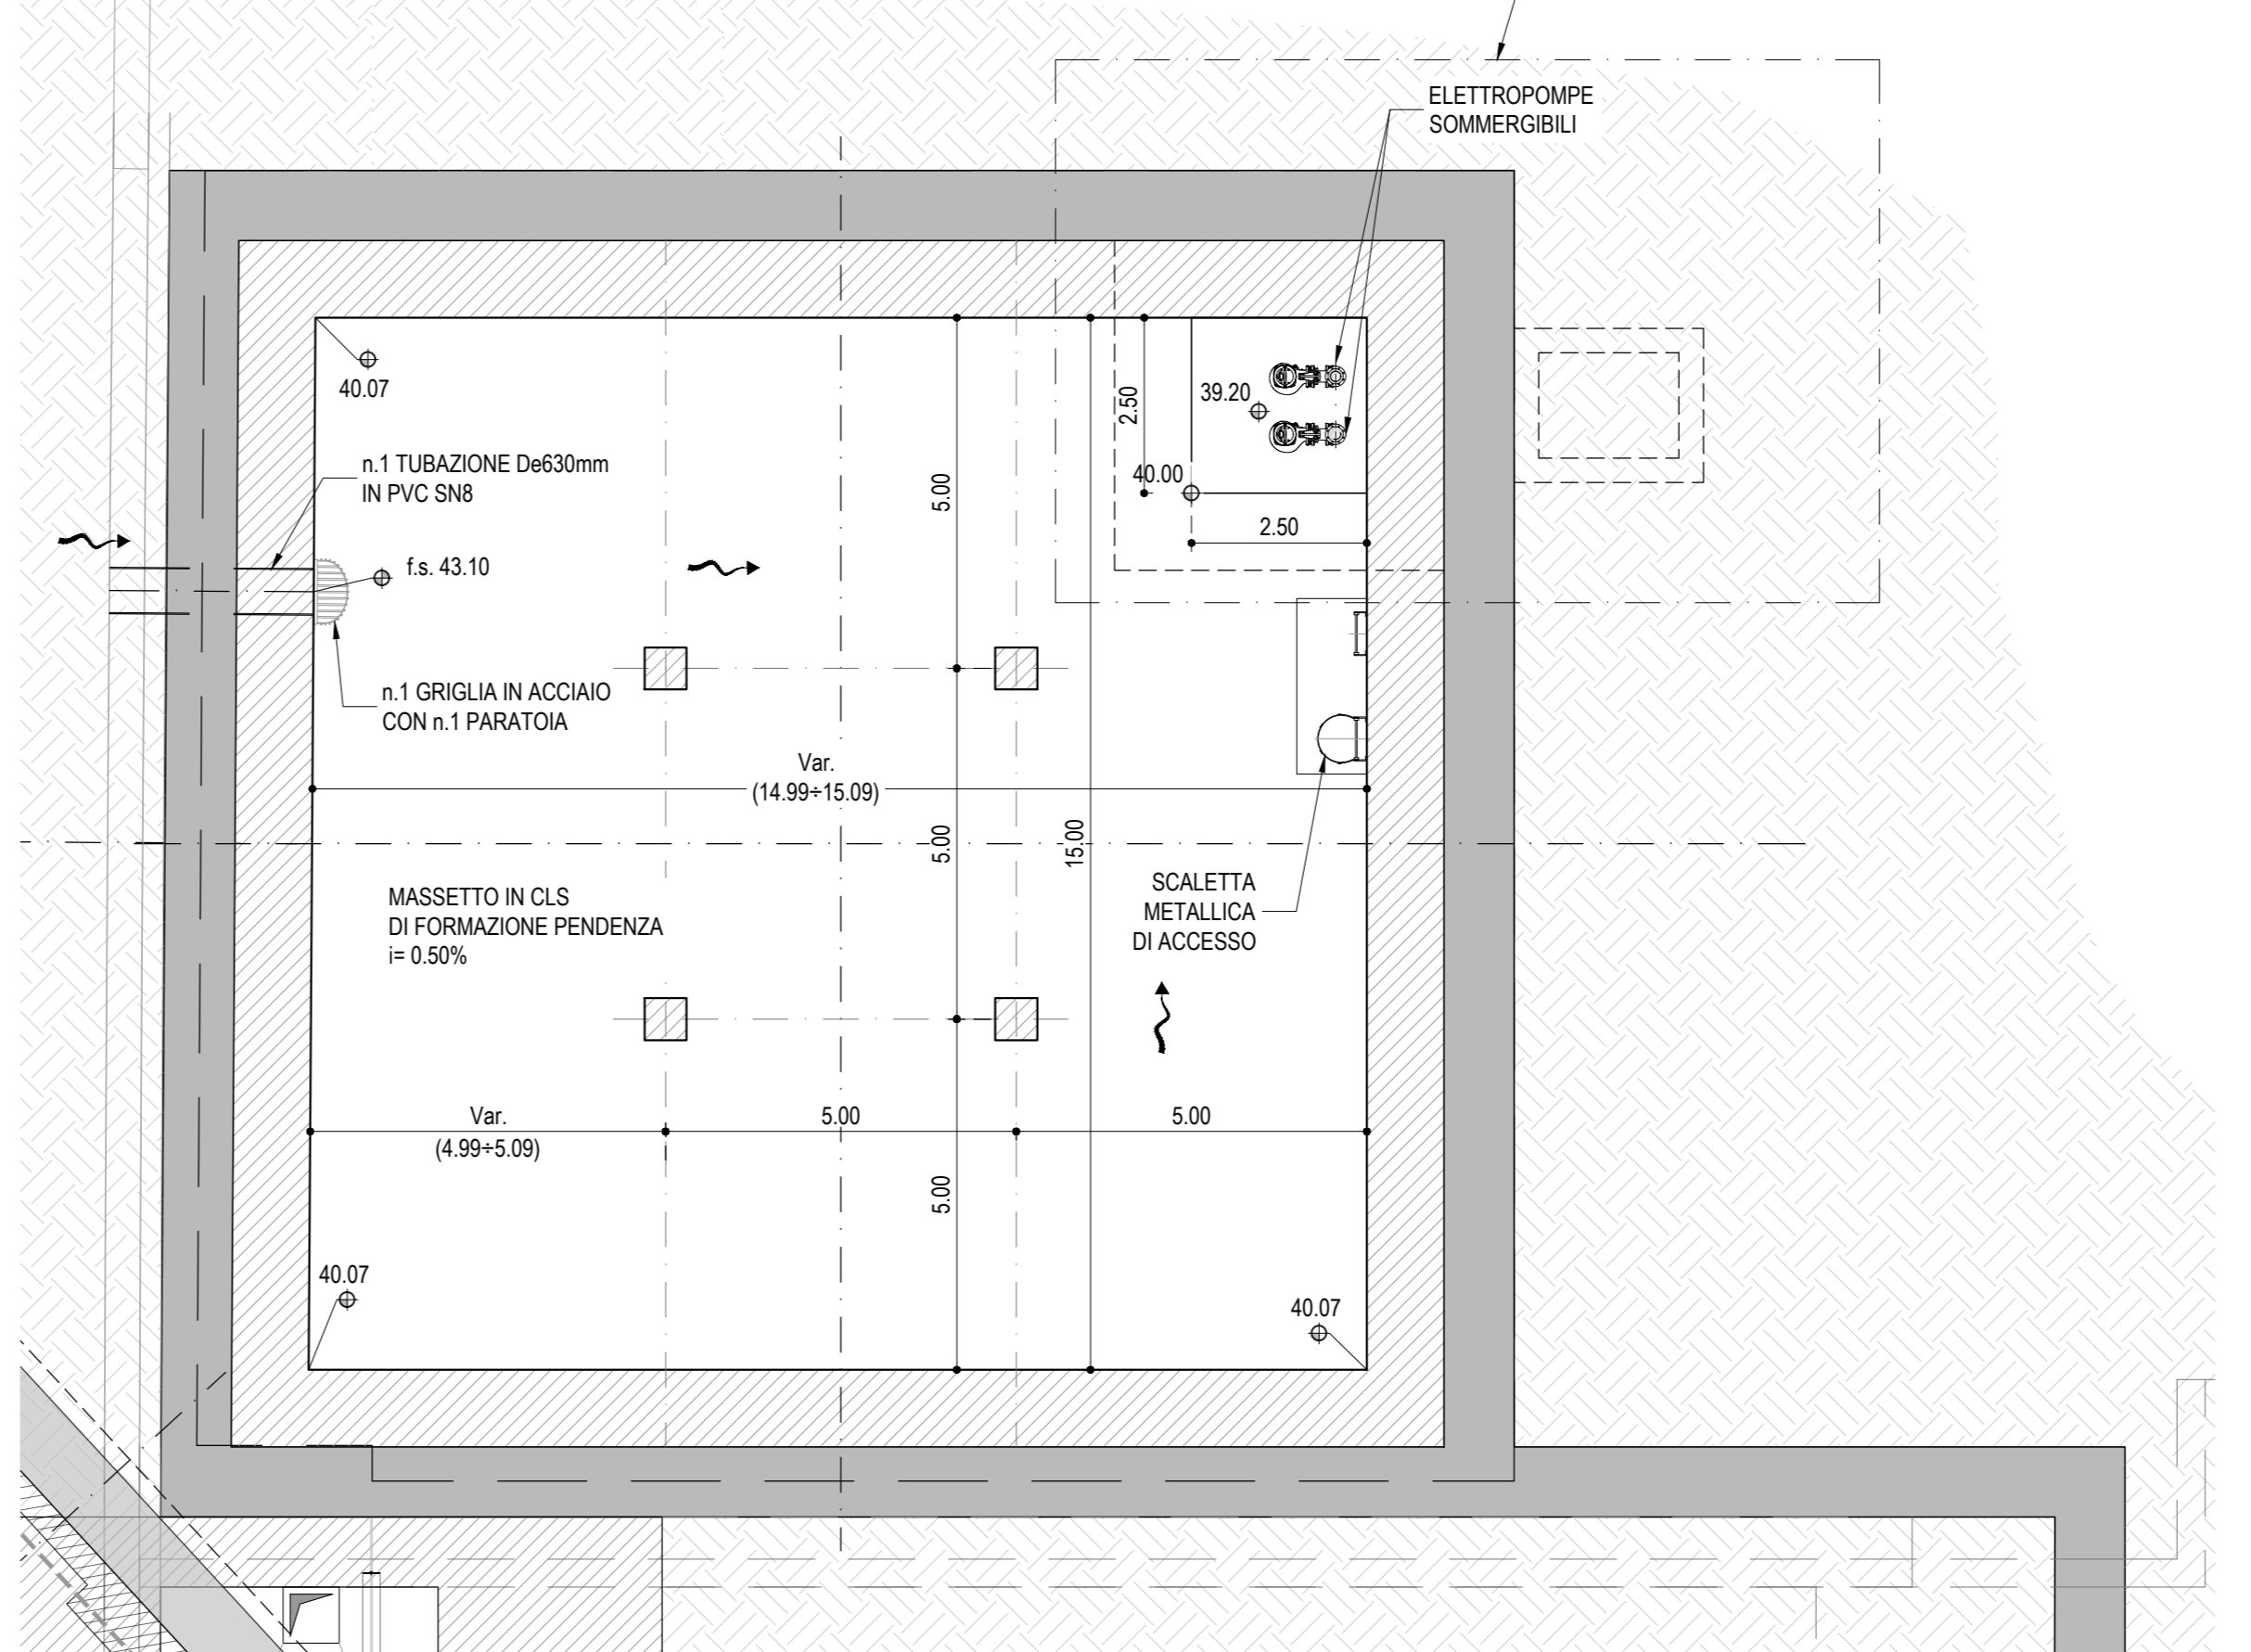 ELETTROPOMPE
SOMMERGIBILI
40.07
39.20
2.50
n.1 TUBAZIONE De630mm
IN PVC SN8
5.00
40.00
2.50
f.s. 43.10
n.1 GRIGLIA IN ACCIAIO
CON n.1 PARATOIA
Var.
(14.99÷15.09)
5.00
15.00
MASSETTO IN CLS
DI FORMAZIONE PENDENZA
i= 0.50%
SCALETTA
METALLICA
DI ACCESSO
Var.
(4.99÷5.09)
5.00
5.00
5.00
40.07
40.07